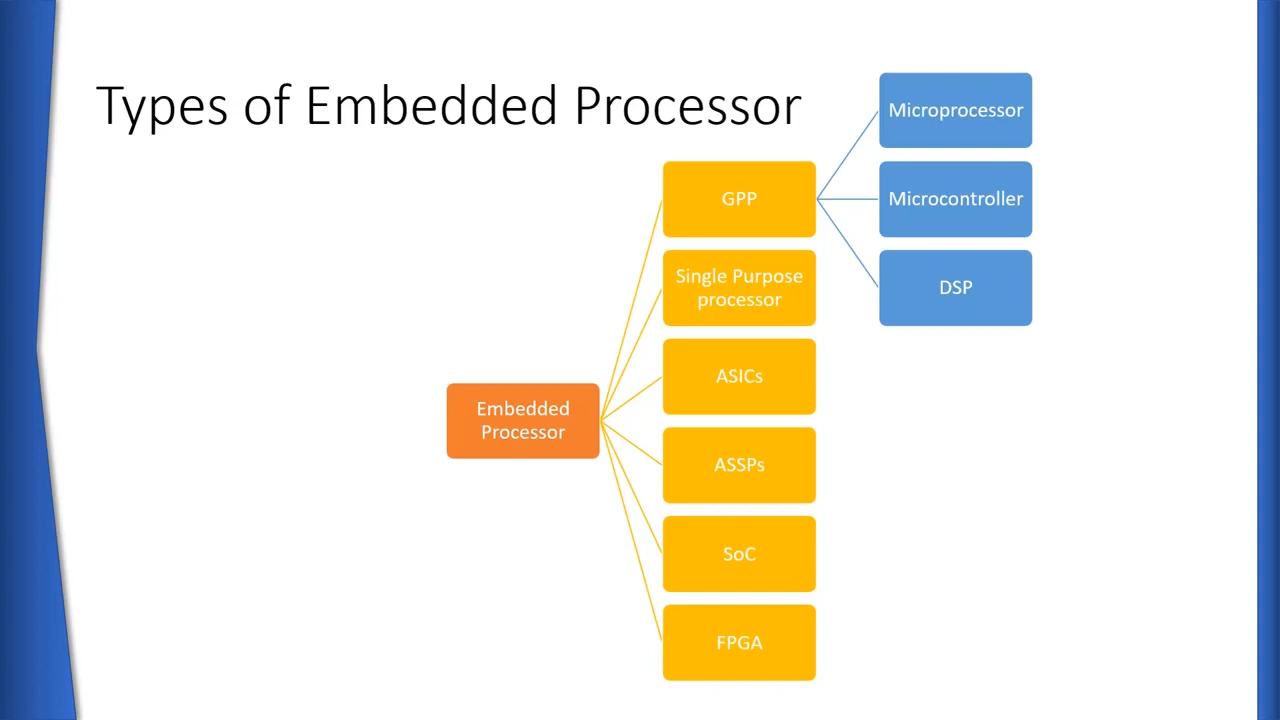 Types of Embedded Processor
Microprocessor
GPP
Microcontroller
Single Purpose
processor
DSP
ASICs
Embedded
Processor
ASSPs
SoC
FPGA